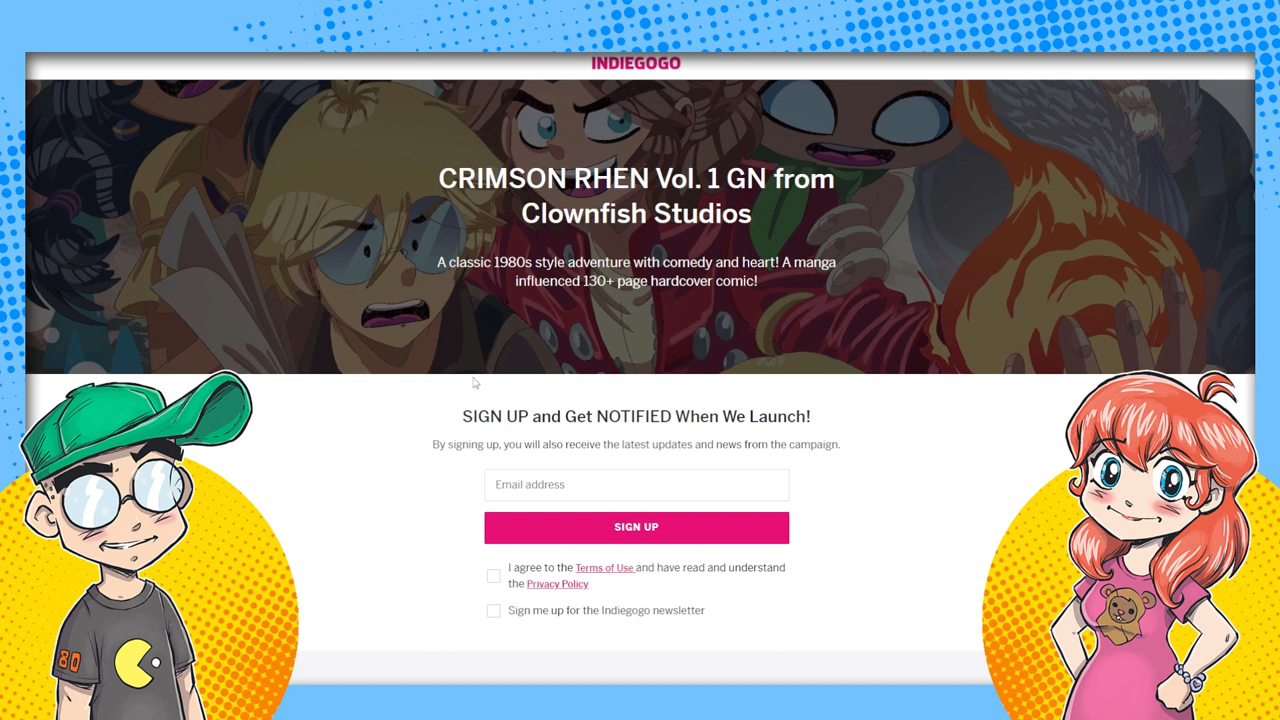 INDIEGOGO
CRIMSON RHEN Vol. 1 GN from
Clownfish Studios
A classic 1980s style adventure with comedy and heart! A manga
influenced 130+ page hardcover comic!
SIGN UP and Get NOTIFIED When We Launch!
By signing up, you will also receive the latest updates and news from the campaign.
Email address
SIGN UP
I agree to the Terms of Use and have read and understand
the Privacy Policy
Sign me up for the Indiegogo newsletter
80